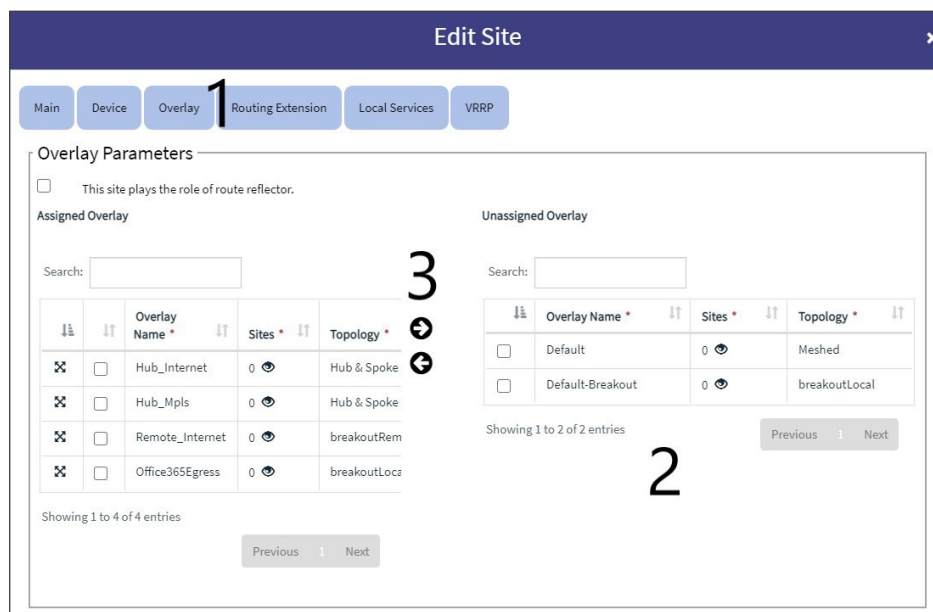 Edit Site
Main Device Overlay 1 Routing Extension Local Services VRRP
Overlay Parameters
This site plays the role of route reflector.
Assigned Overlay
Search:
Overlay Name * Sites * Topology *
Hub_Internet 0 Hub & Spoke
Hub_Mpls 0 Hub & Spoke
Remote_Internet 0 breakoutRem
Office365Egress 0 breakoutLoca
Showing 1 to 4 of 4 entries
Previous 1 Next
3
Unassigned Overlay
Search:
Overlay Name * Sites * Topology *
Default 0 Meshed
Default-Breakout 0 breakoutLocal
Showing 1 to 2 of 2 entries
Previous 1 Next
2